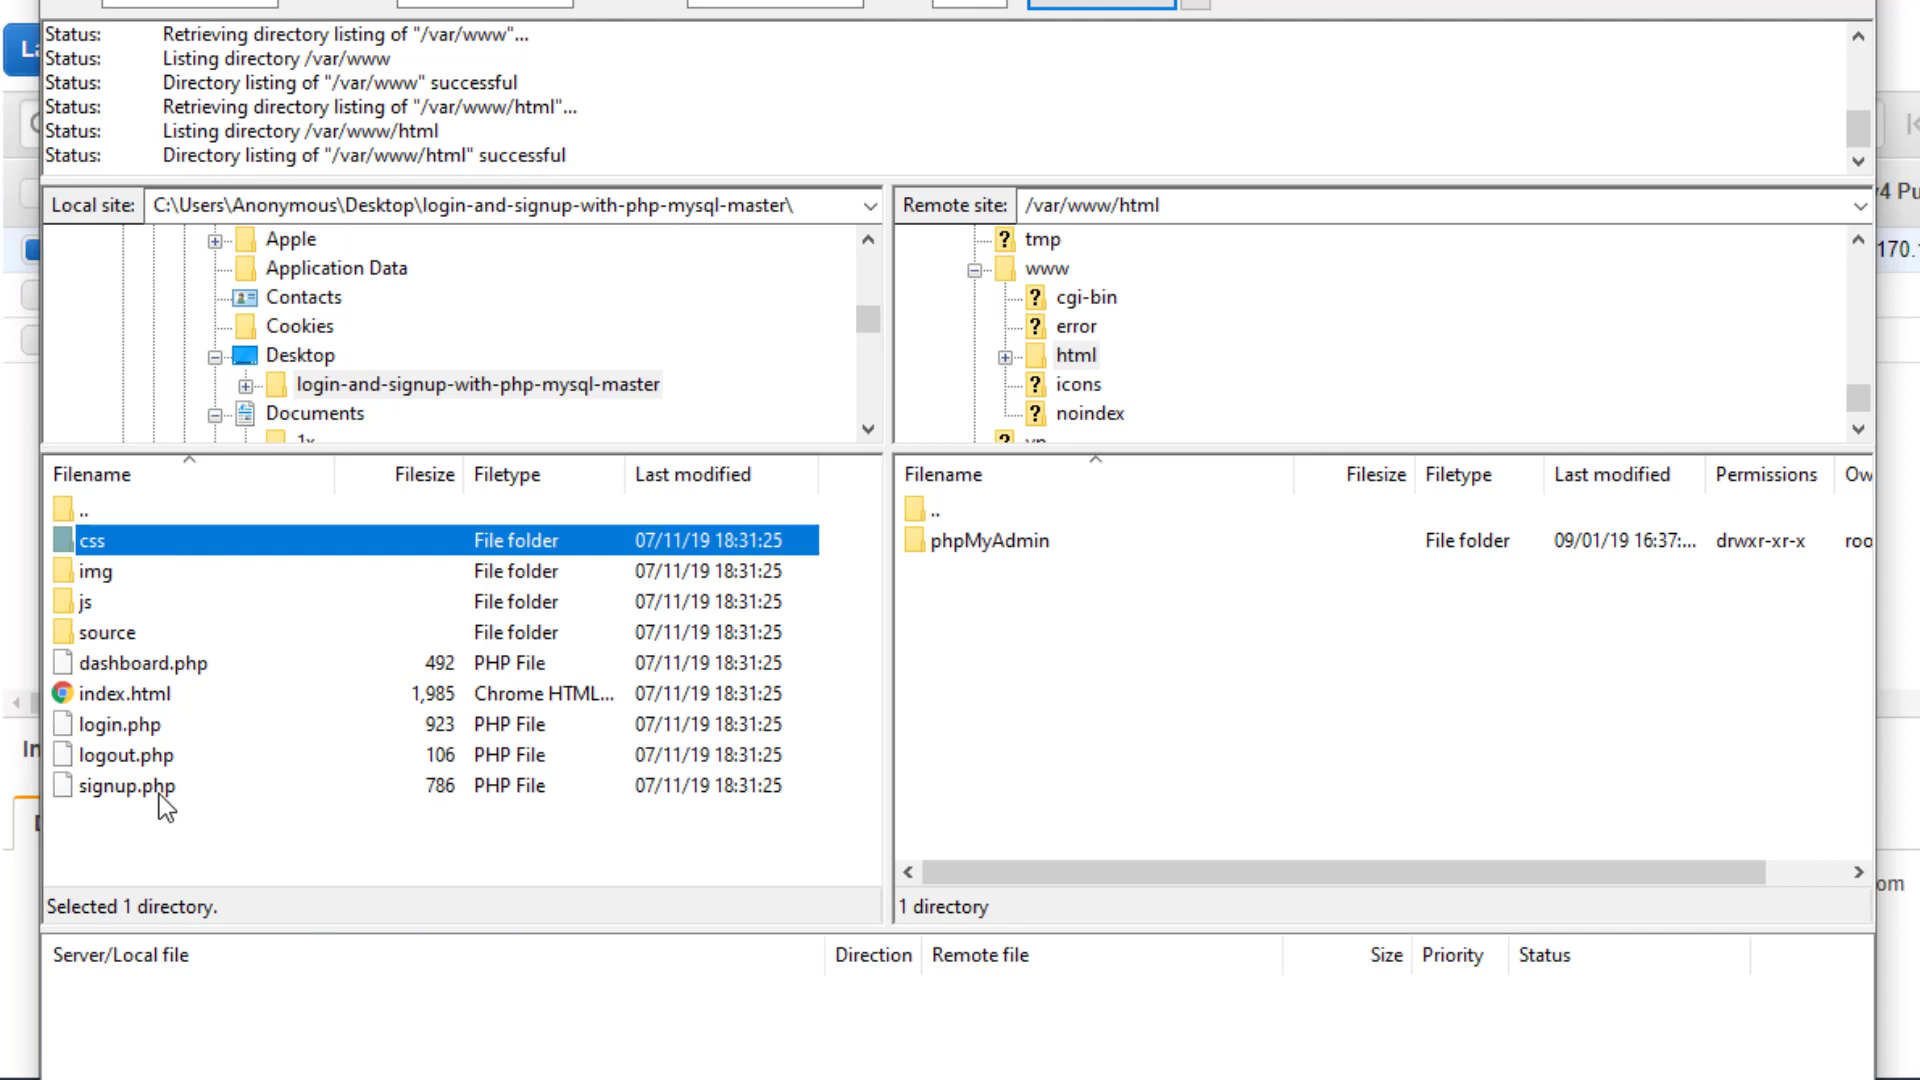 Status: Retrieving directory listing of "/var/www"...
Status: Listing directory /var/www
Status: Directory listing of "/var/www" successful
Status: Retrieving directory listing of "/var/www/html"...
Status: Listing directory /var/www/html
Status: Directory listing of "/var/www/html" successful
Local site: C:\Users\Anonymous\Desktop\login-and-signup-with-php-mysql-master\
Apple
Application Data
Contacts
Cookies
Desktop
login-and-signup-with-php-mysql-master
Documents
Remote site: /var/www/html
tmp
www
cgi-bin
error
html
icons
noindex
Filename Filesize Filetype Last modified
..
css File folder 07/11/19 18:31:25
img File folder 07/11/19 18:31:25
js File folder 07/11/19 18:31:25
source File folder 07/11/19 18:31:25
dashboard.php 492 PHP File 07/11/19 18:31:25
index.html 1,985 Chrome HTML... 07/11/19 18:31:25
login.php 923 PHP File 07/11/19 18:31:25
logout.php 106 PHP File 07/11/19 18:31:25
signup.php 786 PHP File 07/11/19 18:31:25
Selected 1 directory.
Filename Filesize Filetype Last modified Permissions Ow
..
phpMyAdmin File folder 09/01/19 16:37:... drwxr-xr-x roo
1 directory
Server/Local file Direction Remote file Size Priority Status
v4 Pu
170.
om